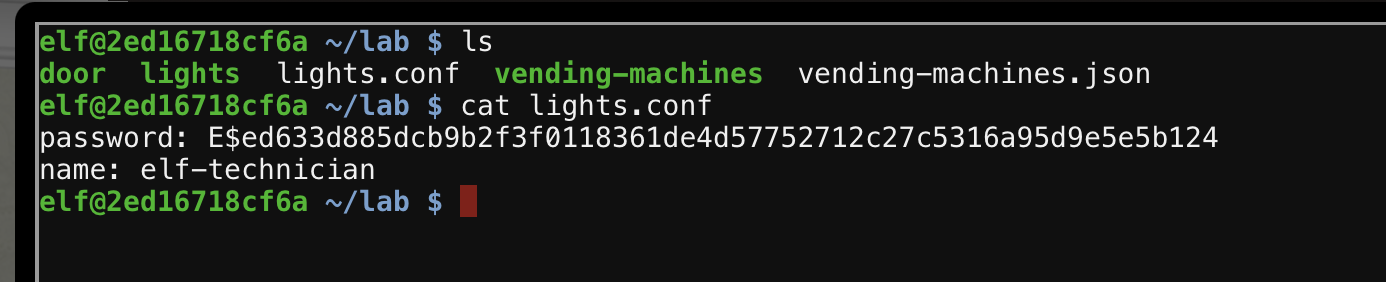 elf@2ed16718cf6a ~/lab $ ls
door lights lights.conf vending-machines vending-machines.json
elf@2ed16718cf6a ~/lab $ cat lights.conf
password: E$ed633d885dcb9b2f3f0118361de4d57752712c27c5316a95d9e5e5b124
name: elf-technician
elf@2ed16718cf6a ~/lab $